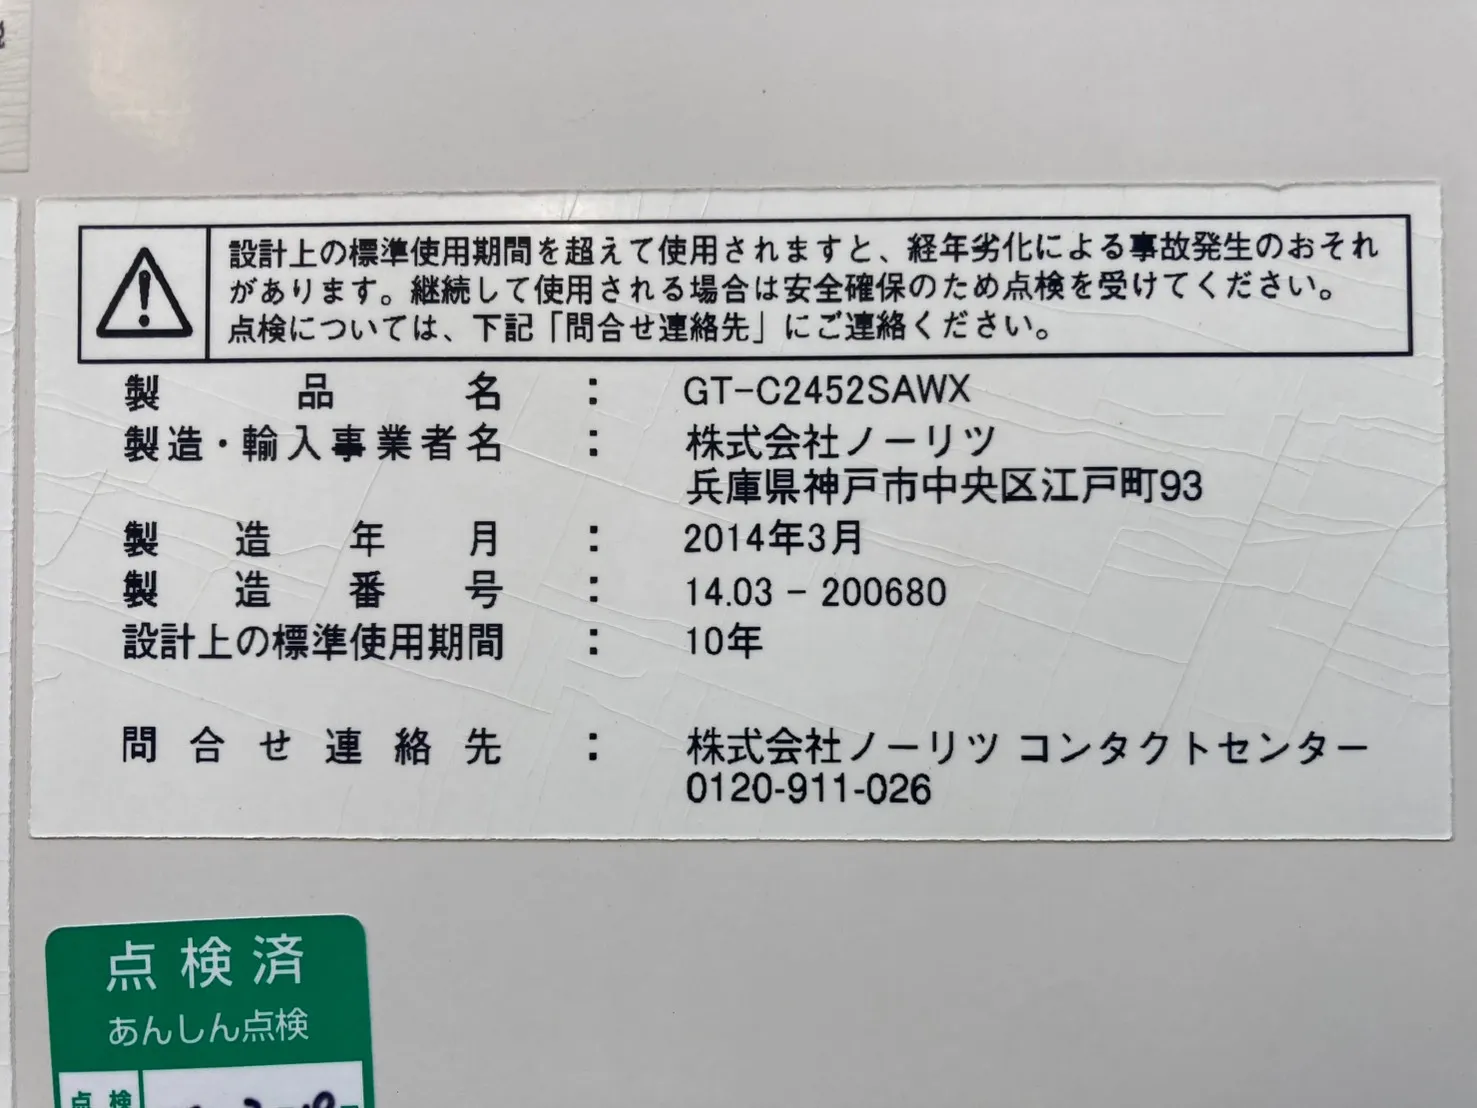 設計上の標準使用期間を超えて使用されますと、経年劣化による事故発生のおそれ
があります。継続して使用される場合は安全確保のため点検を受けてください。
点検については、下記「問合せ連絡先」にご連絡ください。
製品名：GT-C2452SAWX
製造・輸入事業者名：株式会社ノーリツ
兵庫県神戸市中央区江戸町93
製造年月：2014年3月
製造番号：14.03-200680
設計上の標準使用期間：10年
問合せ連絡先：株式会社ノーリツ コンタクトセンター
0120-911-026
点検済
あんしん点検
点検